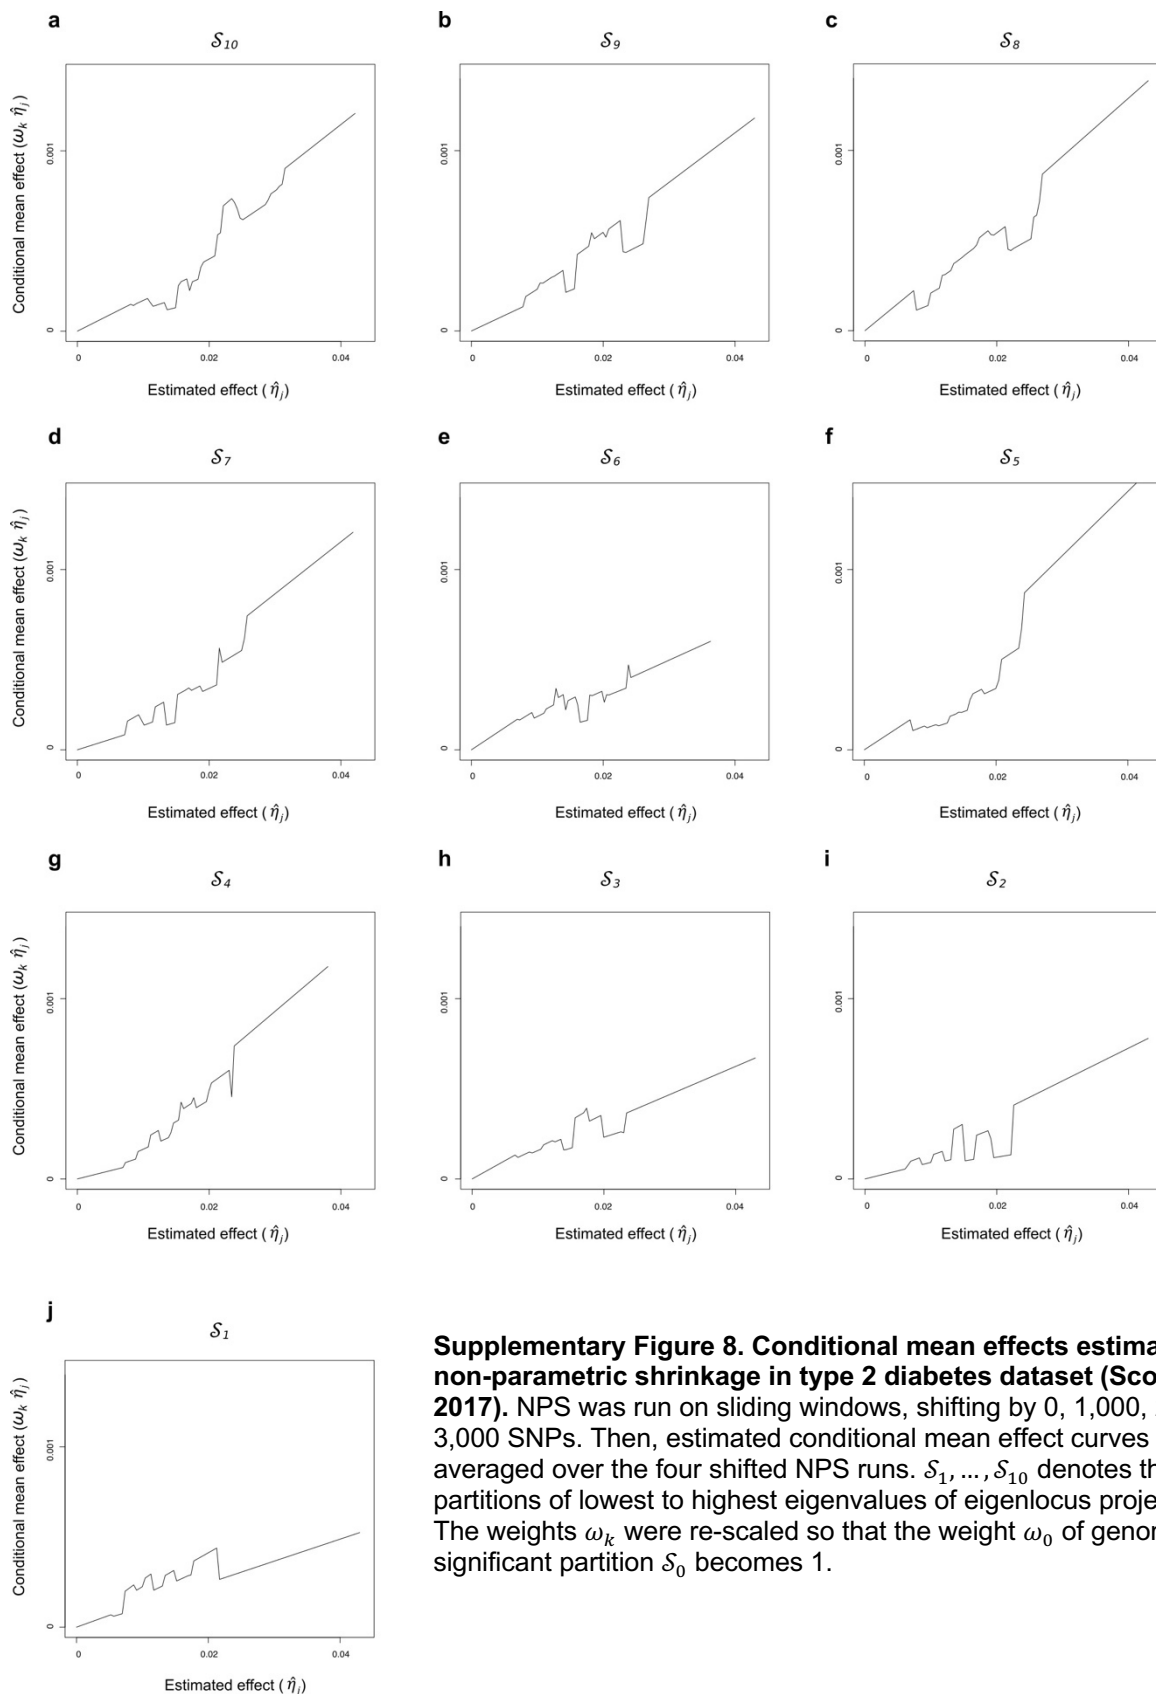 a
b
c
𝒮10
𝒮9
𝒮8
Conditional mean effect (ωk η̂j)
0.001
0
0.001
0
0.001
0
0
0.02
0.04
0
0.02
0.04
0
0.02
0.04
Estimated effect ( η̂j)
Estimated effect ( η̂j)
Estimated effect ( η̂j)
d
e
f
𝒮7
𝒮6
𝒮5
Conditional mean effect (ωk η̂j)
0.001
0
0.001
0
0.001
0
0
0.02
0.04
0
0.02
0.04
0
0.02
0.04
Estimated effect ( η̂j)
Estimated effect ( η̂j)
Estimated effect ( η̂j)
g
h
i
𝒮4
𝒮3
𝒮2
Conditional mean effect (ωk η̂j)
0.001
0
0.001
0
0.001
0
0
0.02
0.04
0
0.02
0.04
0
0.02
0.04
Estimated effect ( η̂j)
Estimated effect ( η̂j)
Estimated effect ( η̂j)
j
𝒮1
Conditional mean effect (ωk η̂j)
0.001
0
0
0.02
0.04
Estimated effect ( η̂j)
Supplementary Figure 8. Conditional mean effects estima
non-parametric shrinkage in type 2 diabetes dataset (Sco
2017). NPS was run on sliding windows, shifting by 0, 1,000,
3,000 SNPs. Then, estimated conditional mean effect curves
averaged over the four shifted NPS runs. 𝒮1, … , 𝒮10 denotes th
partitions of lowest to highest eigenvalues of eigenlocus proje
The weights ωk were re-scaled so that the weight ω0 of genor
significant partition 𝒮0 becomes 1.